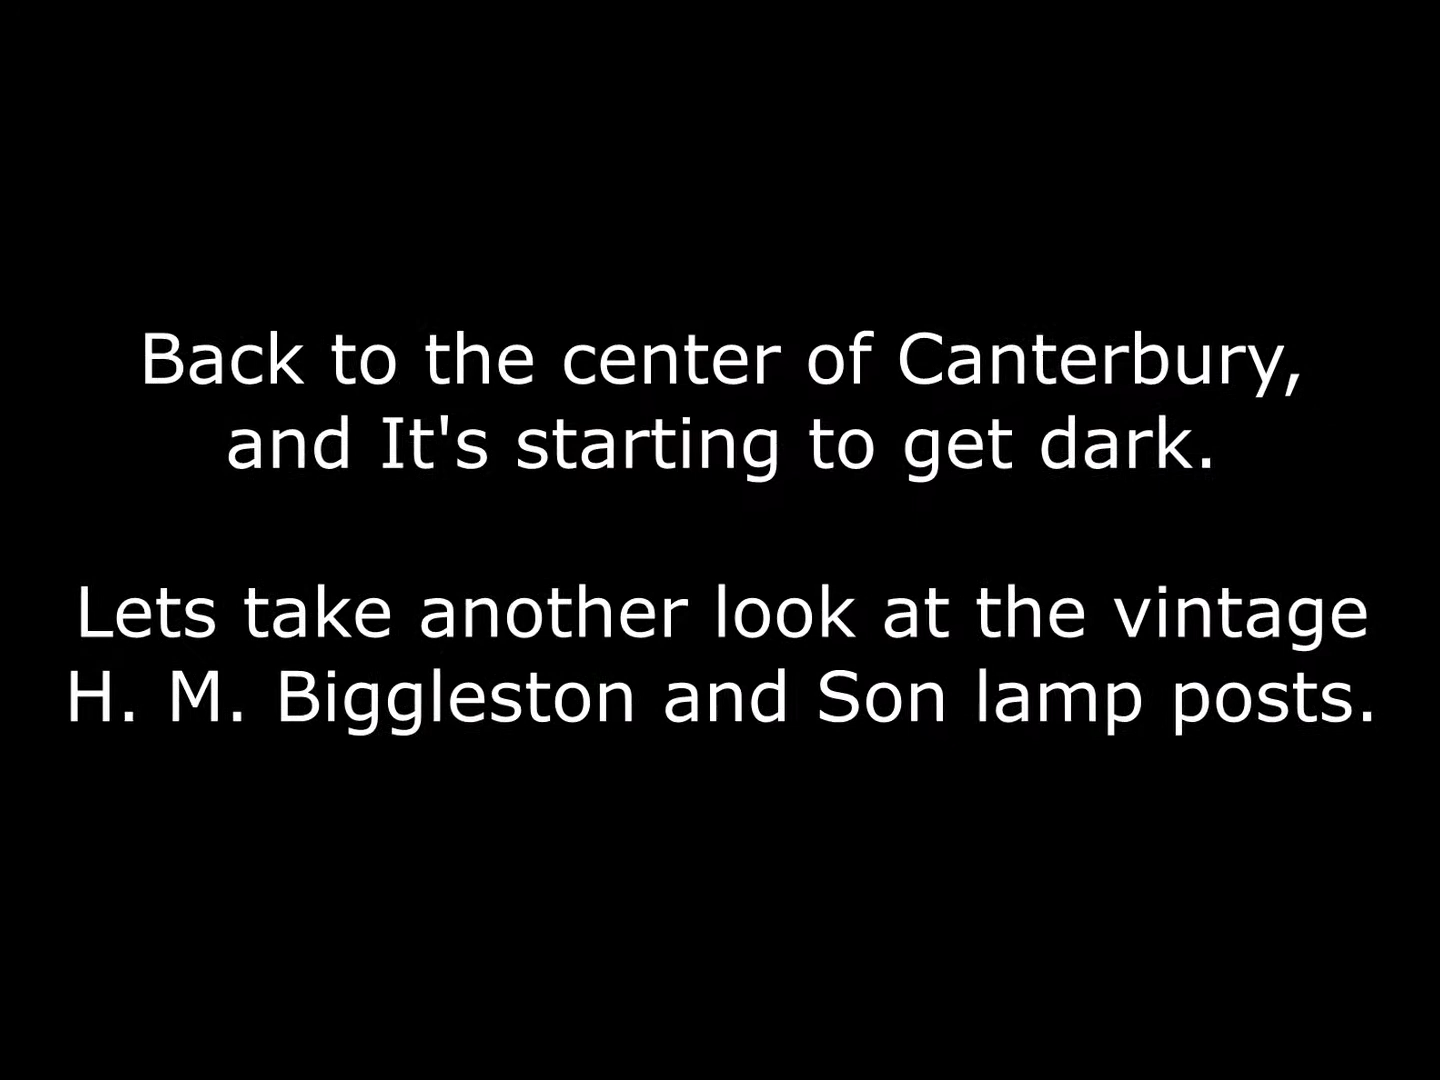 Back to the center of Canterbury,
and It's starting to get dark.
Lets take another look at the vintage
H. M. Biggleston and Son lamp posts.